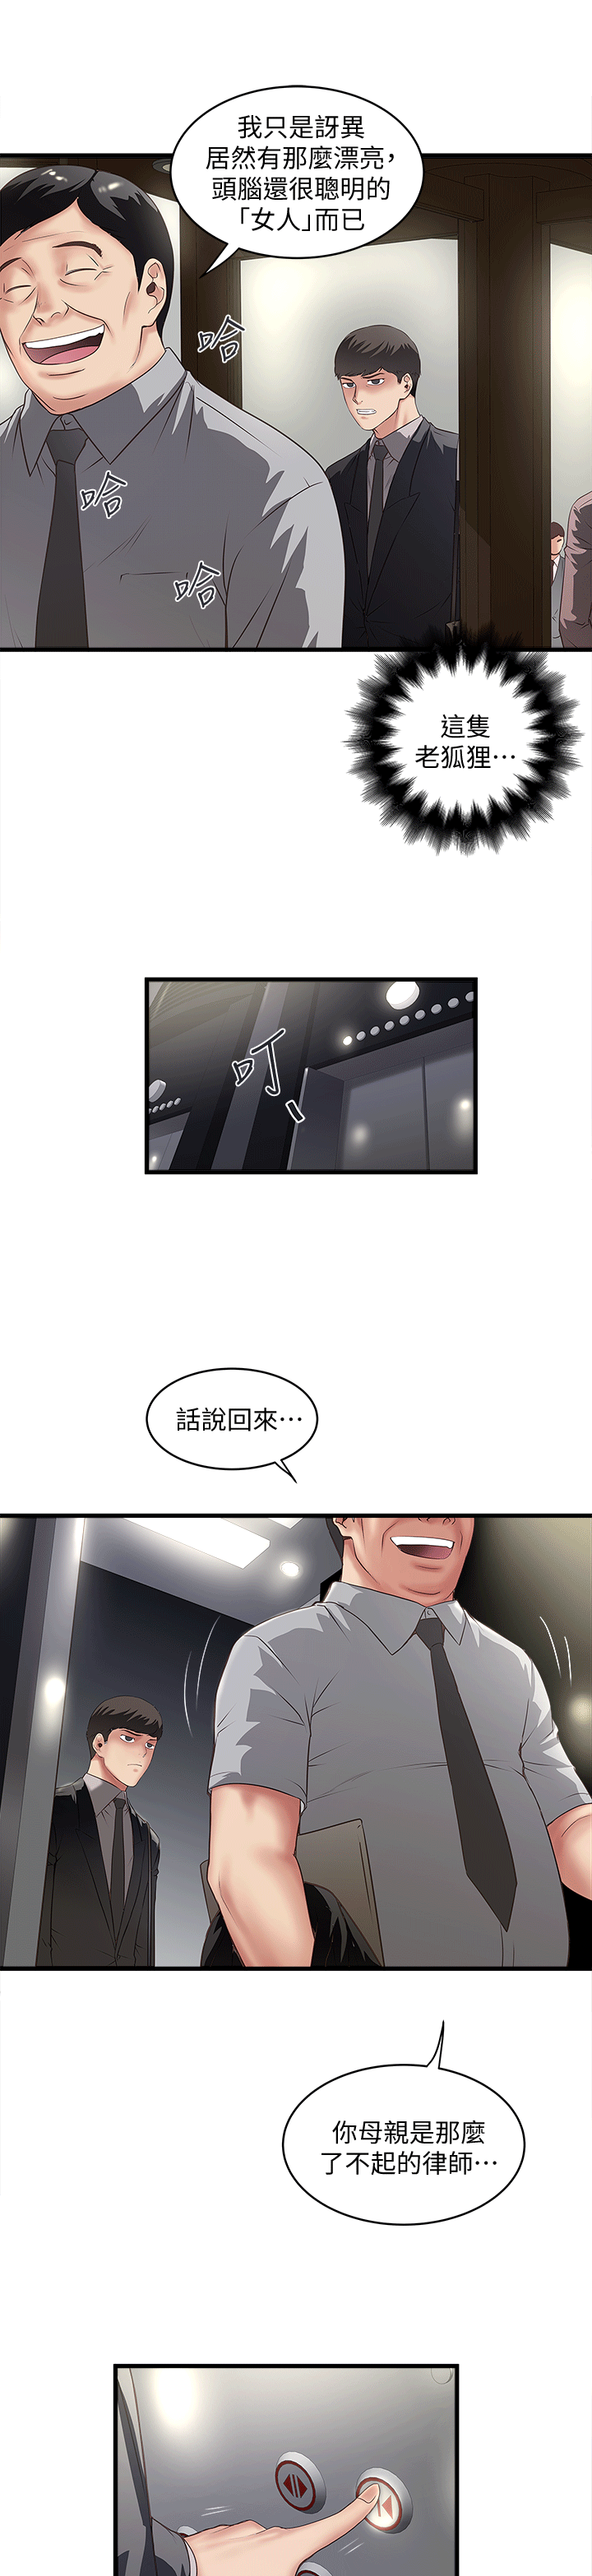 我只是訝異
居然有那麼漂亮,
頭腦還很聰明的
「女人」而已
哈
哈
哈
這隻
老狐狸…
叮
話說回來…
你母親是那麼
了不起的律師…